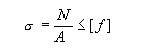 σ = N/A ≤ [f]